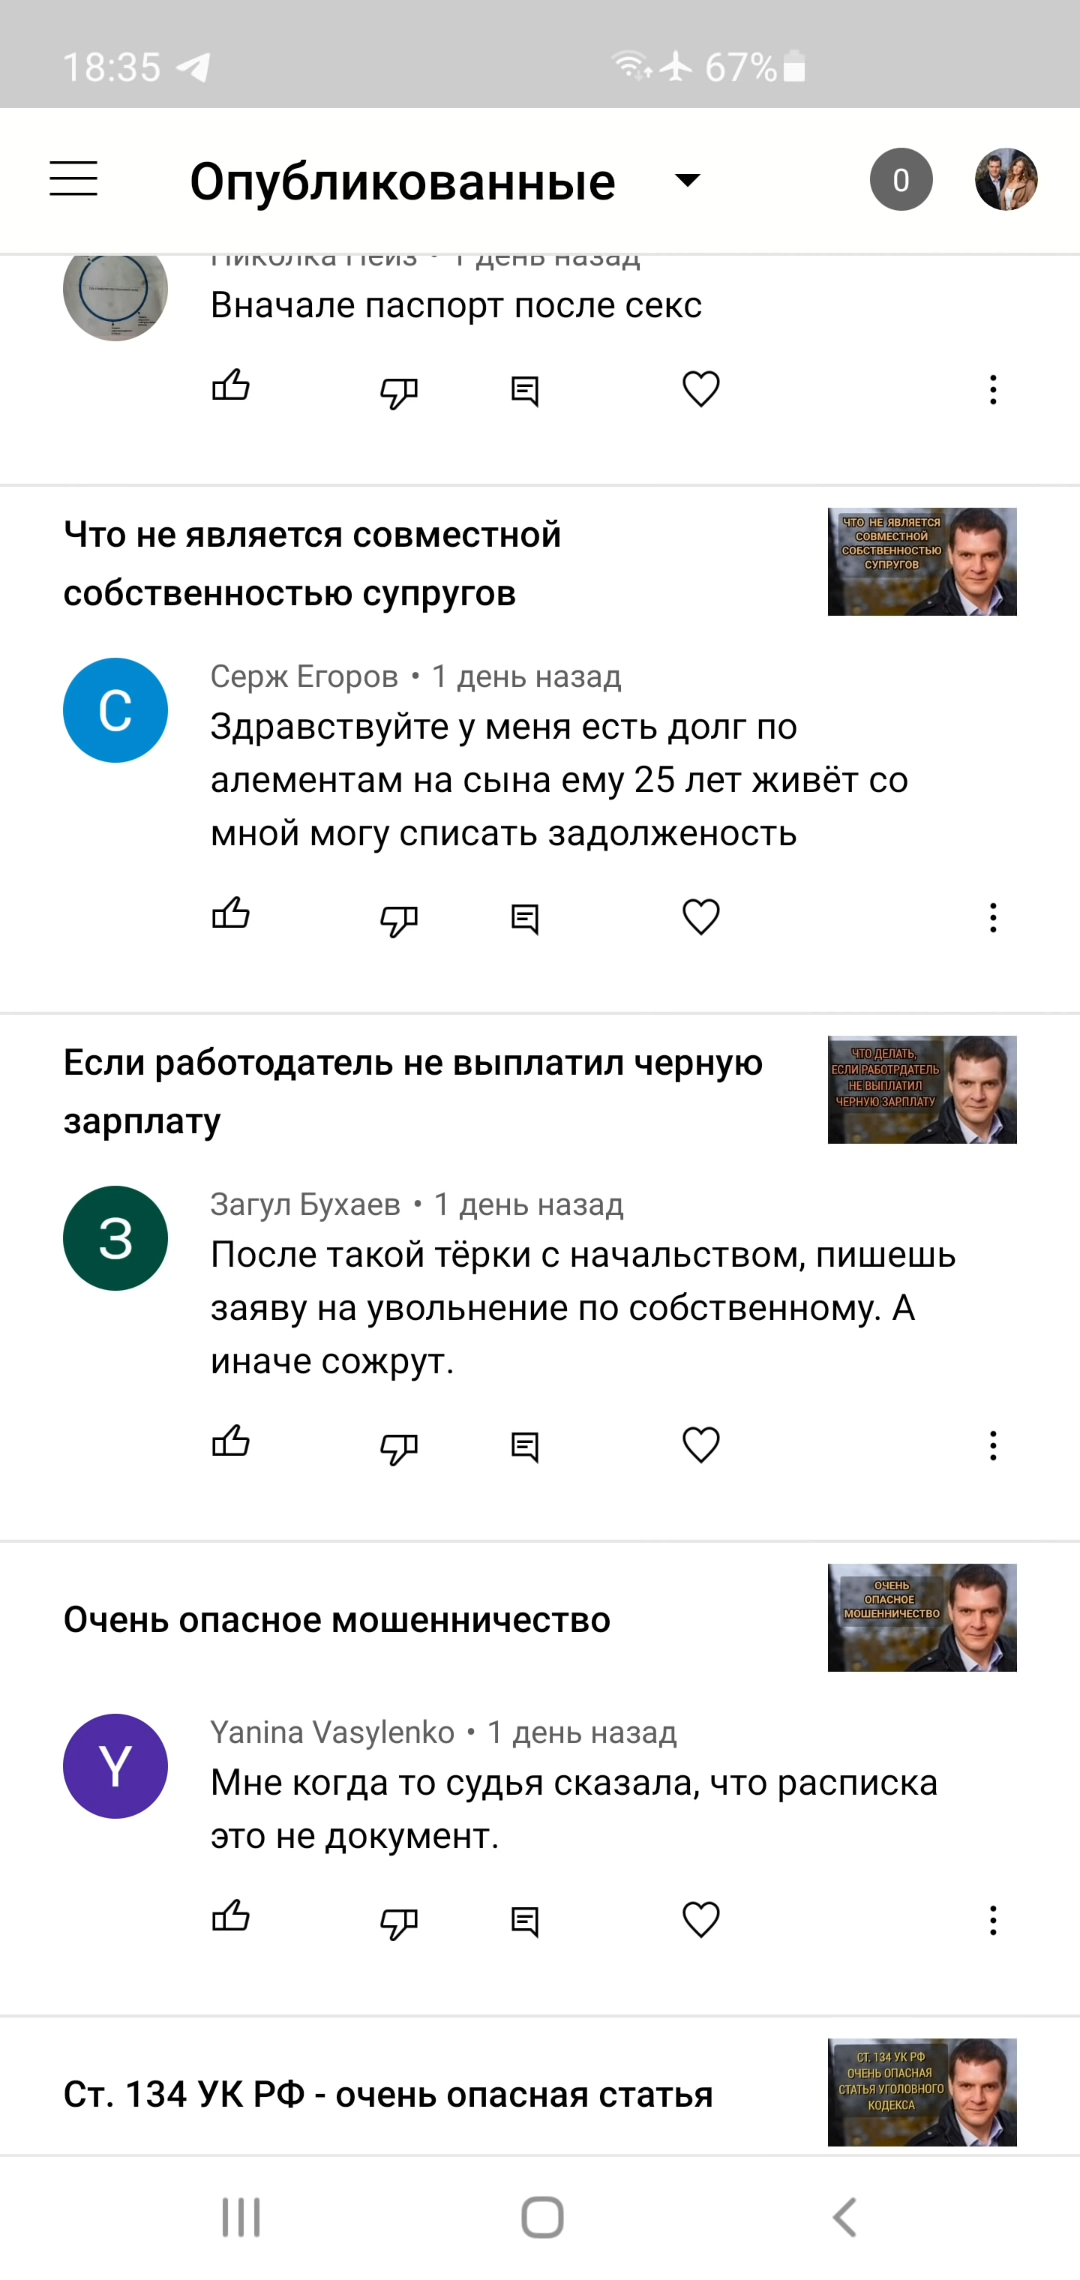 18:35
67%
Опубликованные
0
Николка Пейз • 1 день назад
Вначале паспорт после секс
Что не является совместной
собственностью супругов
ЧТО НЕ ЯВЛЯЕТСЯ
СОВМЕСТНОЙ
СОБСТВЕННОСТЬЮ
СУПРУГОВ
С
Серж Егоров • 1 день назад
Здравствуйте у меня есть долг по
алементам на сына ему 25 лет живёт со
мной могу списать задолженость
Если работодатель не выплатил черную
зарплату
ЧТО ДЕЛАТЬ,
ЕСЛИ РАБОТРДАТЕЛЬ
НЕ ВЫПЛАТИЛ
ЧЕРНУЮ ЗАРПЛАТУ
З
Загул Бухаев • 1 день назад
После такой тёрки с начальством, пишешь
заяву на увольнение по собственному. А
иначе сожрут.
Очень опасное мошенничество
ОЧЕНЬ
ОПАСНОЕ
МОШЕННИЧЕСТВО
Y
Yanina Vasylenko • 1 день назад
Мне когда то судья сказала, что расписка
это не документ.
Ст. 134 УК РФ - очень опасная статья
СТ. 134 УК РФ
ОЧЕНЬ ОПАСНАЯ
СТАТЬЯ УГОЛОВНОГО
КОДЕКСА